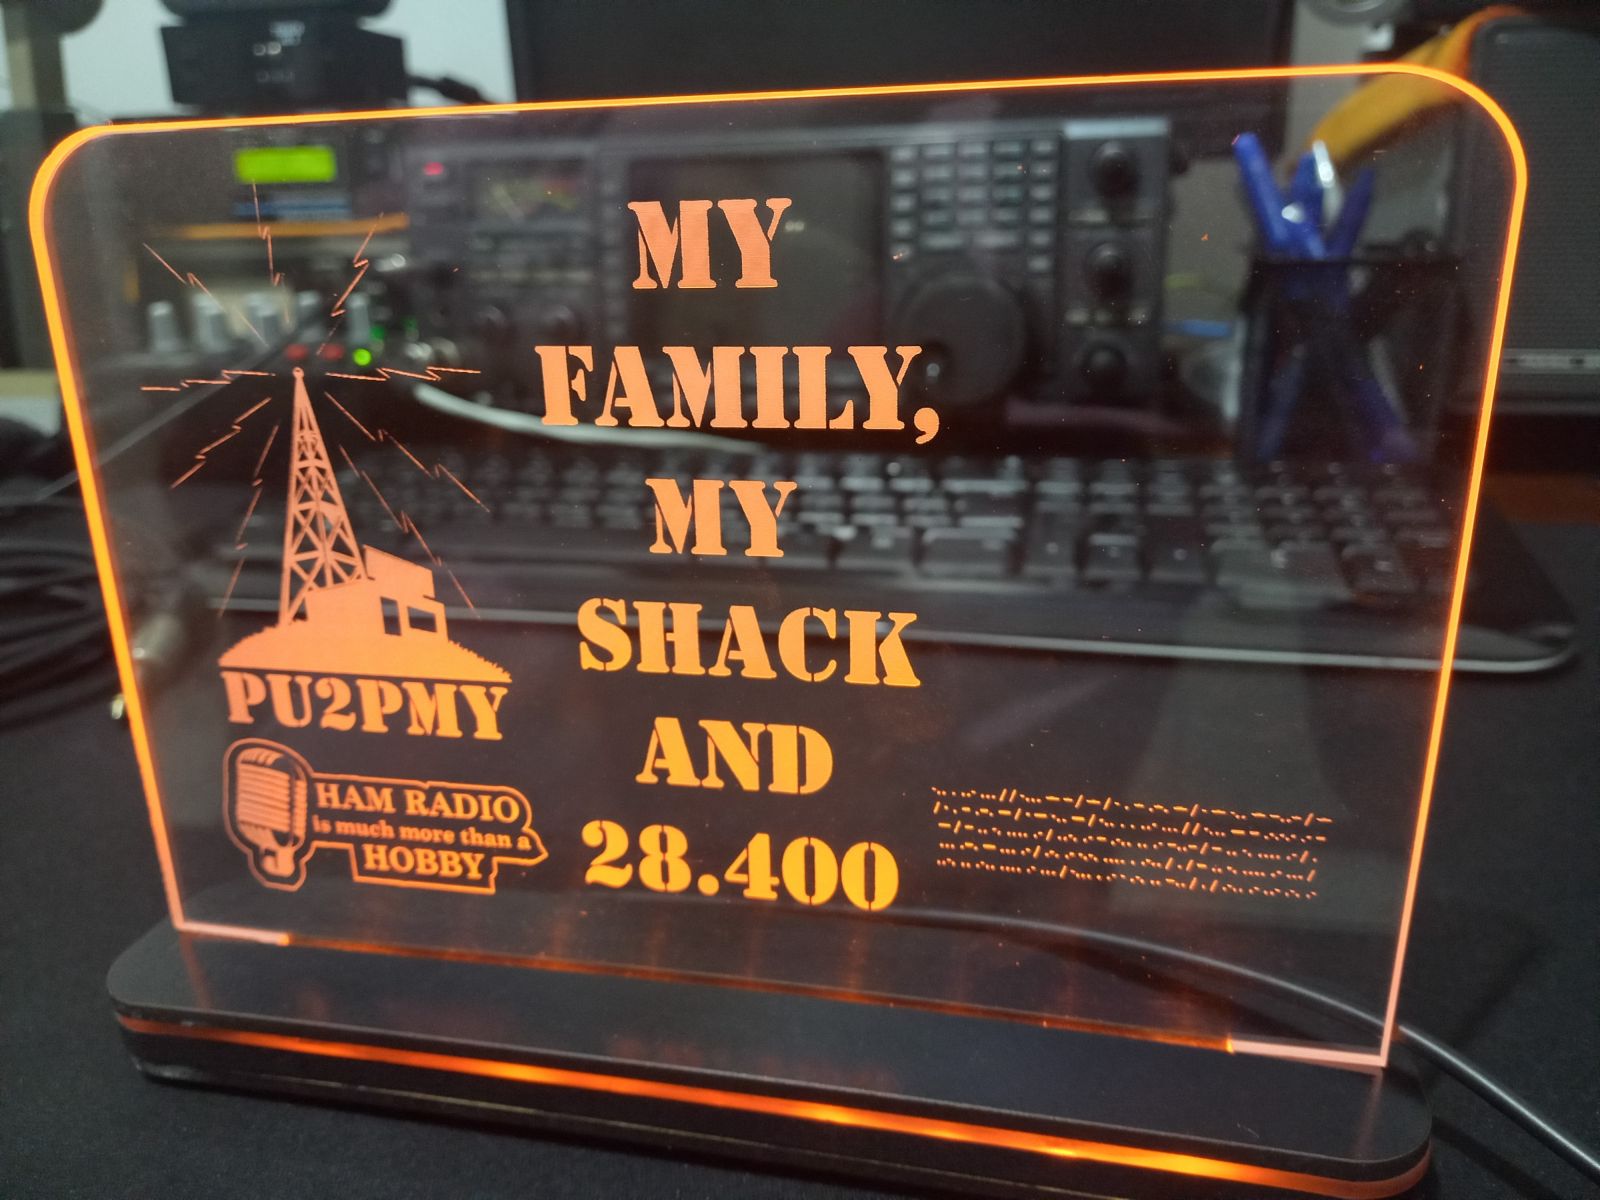 MY
FAMILY,
MY
SHACK
AND
28.400
PU2PMY
HAM RADIO
is much more than a
HOBBY